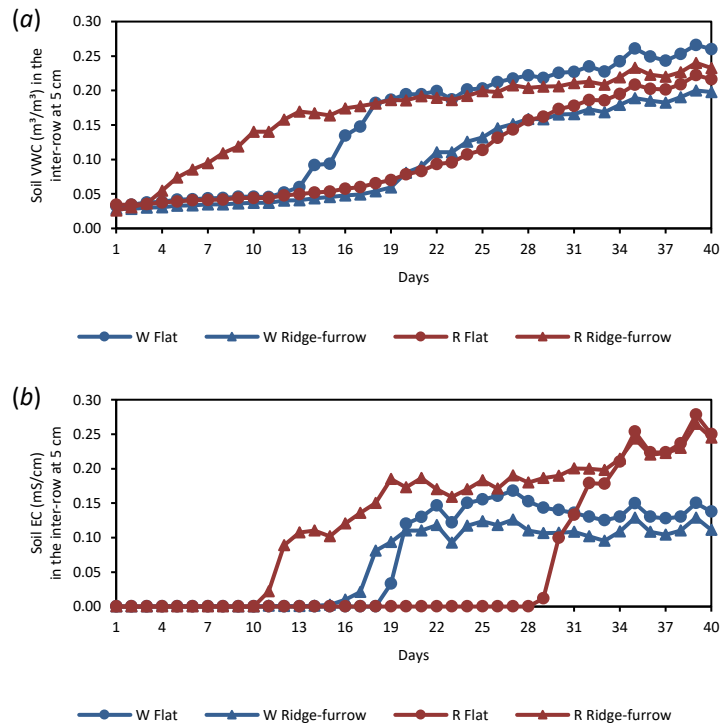 (a)
Soil VWC (m³/m³) in the
inter-row at 5 cm
0.30
0.25
0.20
0.15
0.10
0.05
0.00
1 4 7 10 13 16 19 22 25 28 31 34 37 40
Days
W Flat W Ridge-furrow R Flat R Ridge-furrow
(b)
Soil EC (mS/cm)
in the inter-row at 5 cm
0.30
0.25
0.20
0.15
0.10
0.05
0.00
1 4 7 10 13 16 19 22 25 28 31 34 37 40
Days
W Flat W Ridge-furrow R Flat R Ridge-furrow